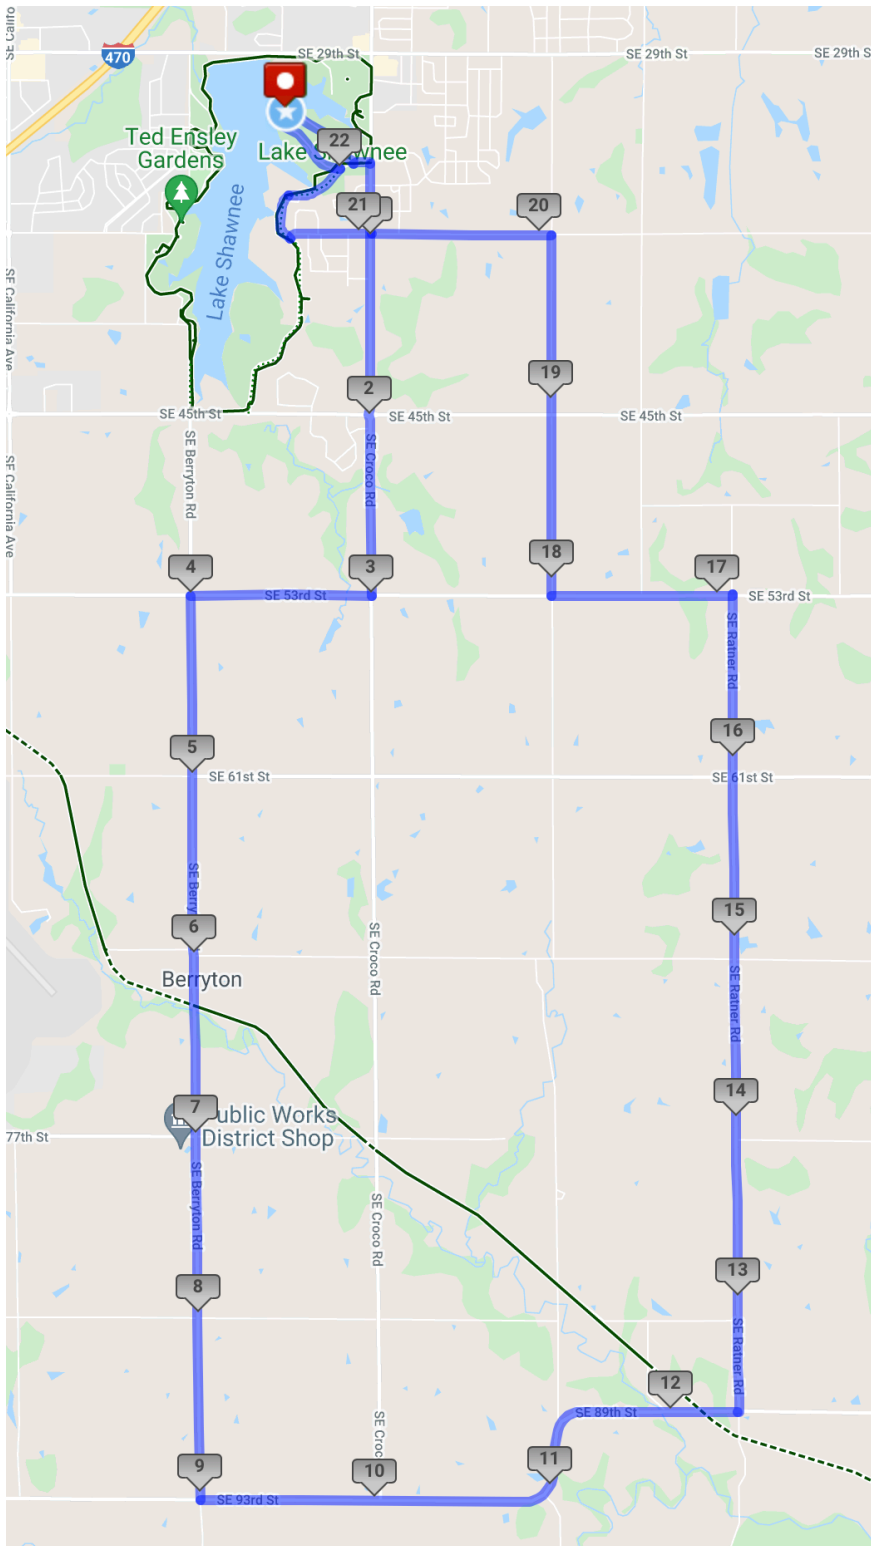 SE Califo
SE 29th St
SE 29th St
SE 29th S
470
Ted Ensley
Gardens
22
Lake Shawnee
21
20
Lake Shawnee
SE California Ave
19
2
SE 45th St
SE 45th St
SE 45th St
SE Berryton Rd
SE Croco Rd
SE California Ave
18
4
3
17
SE 53rd St
SE 53rd St
SE Ratner Rd
16
5
SE 61st St
SE 61st St
SE Berry
15
6
SE Croco Rd
Berryton
SE Ratner Rd
14
7
ublic Works
77th St
District Shop
SE Berryton Rd
SE Croco Rd
13
8
SE Ratner Rd
12
SE 89th St
SE Croc
11
9
10
SE 93rd St